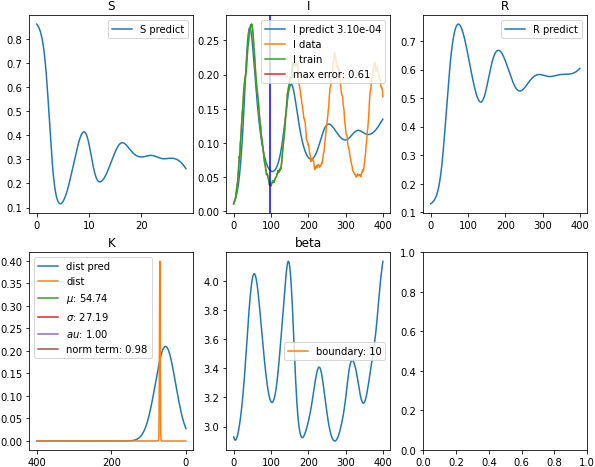 S
I
R
S predict
I predict 3.10e-04
I data
I train
max error: 0.61
R predict
0.8
0.7
0.6
0.5
0.4
0.3
0.2
0.1
0 10 20
0.25
0.20
0.15
0.10
0.05
0.00
0 100 200 300 400
0.7
0.6
0.5
0.4
0.3
0.2
0.1
0 100 200 300 400
K
beta
dist pred
dist
μ: 54.74
σ: 27.19
au: 1.00
norm term: 0.98
boundary: 10
0.40
0.35
0.30
0.25
0.20
0.15
0.10
0.05
0.00
400 200 0
4.0
3.8
3.6
3.4
3.2
3.0
0 100 200 300 400
1.0
0.8
0.6
0.4
0.2
0.0
0.0 0.2 0.4 0.6 0.8 1.0